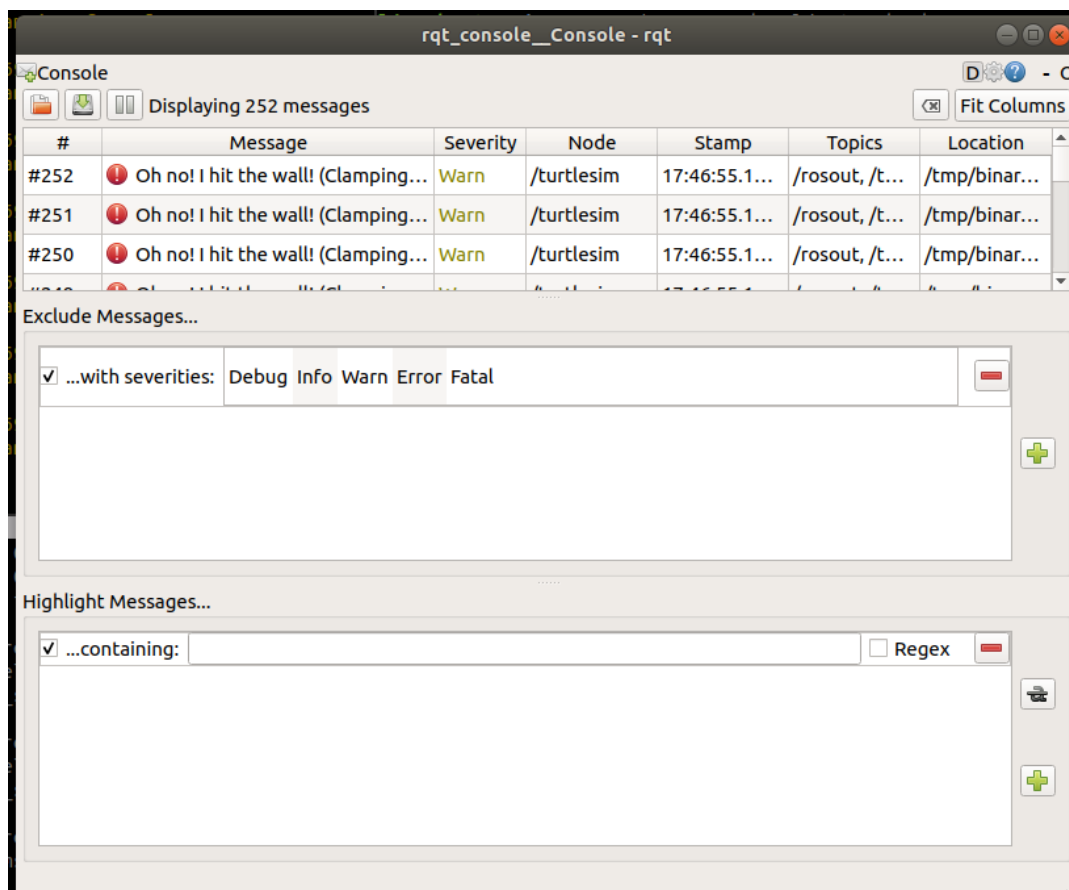 rqt_console__Console - rqt
Console D ? - C
Displaying 252 messages Fit Columns
# Message Severity Node Stamp Topics Location
#252 Oh no! I hit the wall! (Clamping... Warn /turtlesim 17:46:55.1... /rosout, /t... /tmp/binar...
#251 Oh no! I hit the wall! (Clamping... Warn /turtlesim 17:46:55.1... /rosout, /t... /tmp/binar...
#250 Oh no! I hit the wall! (Clamping... Warn /turtlesim 17:46:55.1... /rosout, /t... /tmp/binar...
Exclude Messages...
...with severities: Debug Info Warn Error Fatal
Highlight Messages...
...containing: Regex